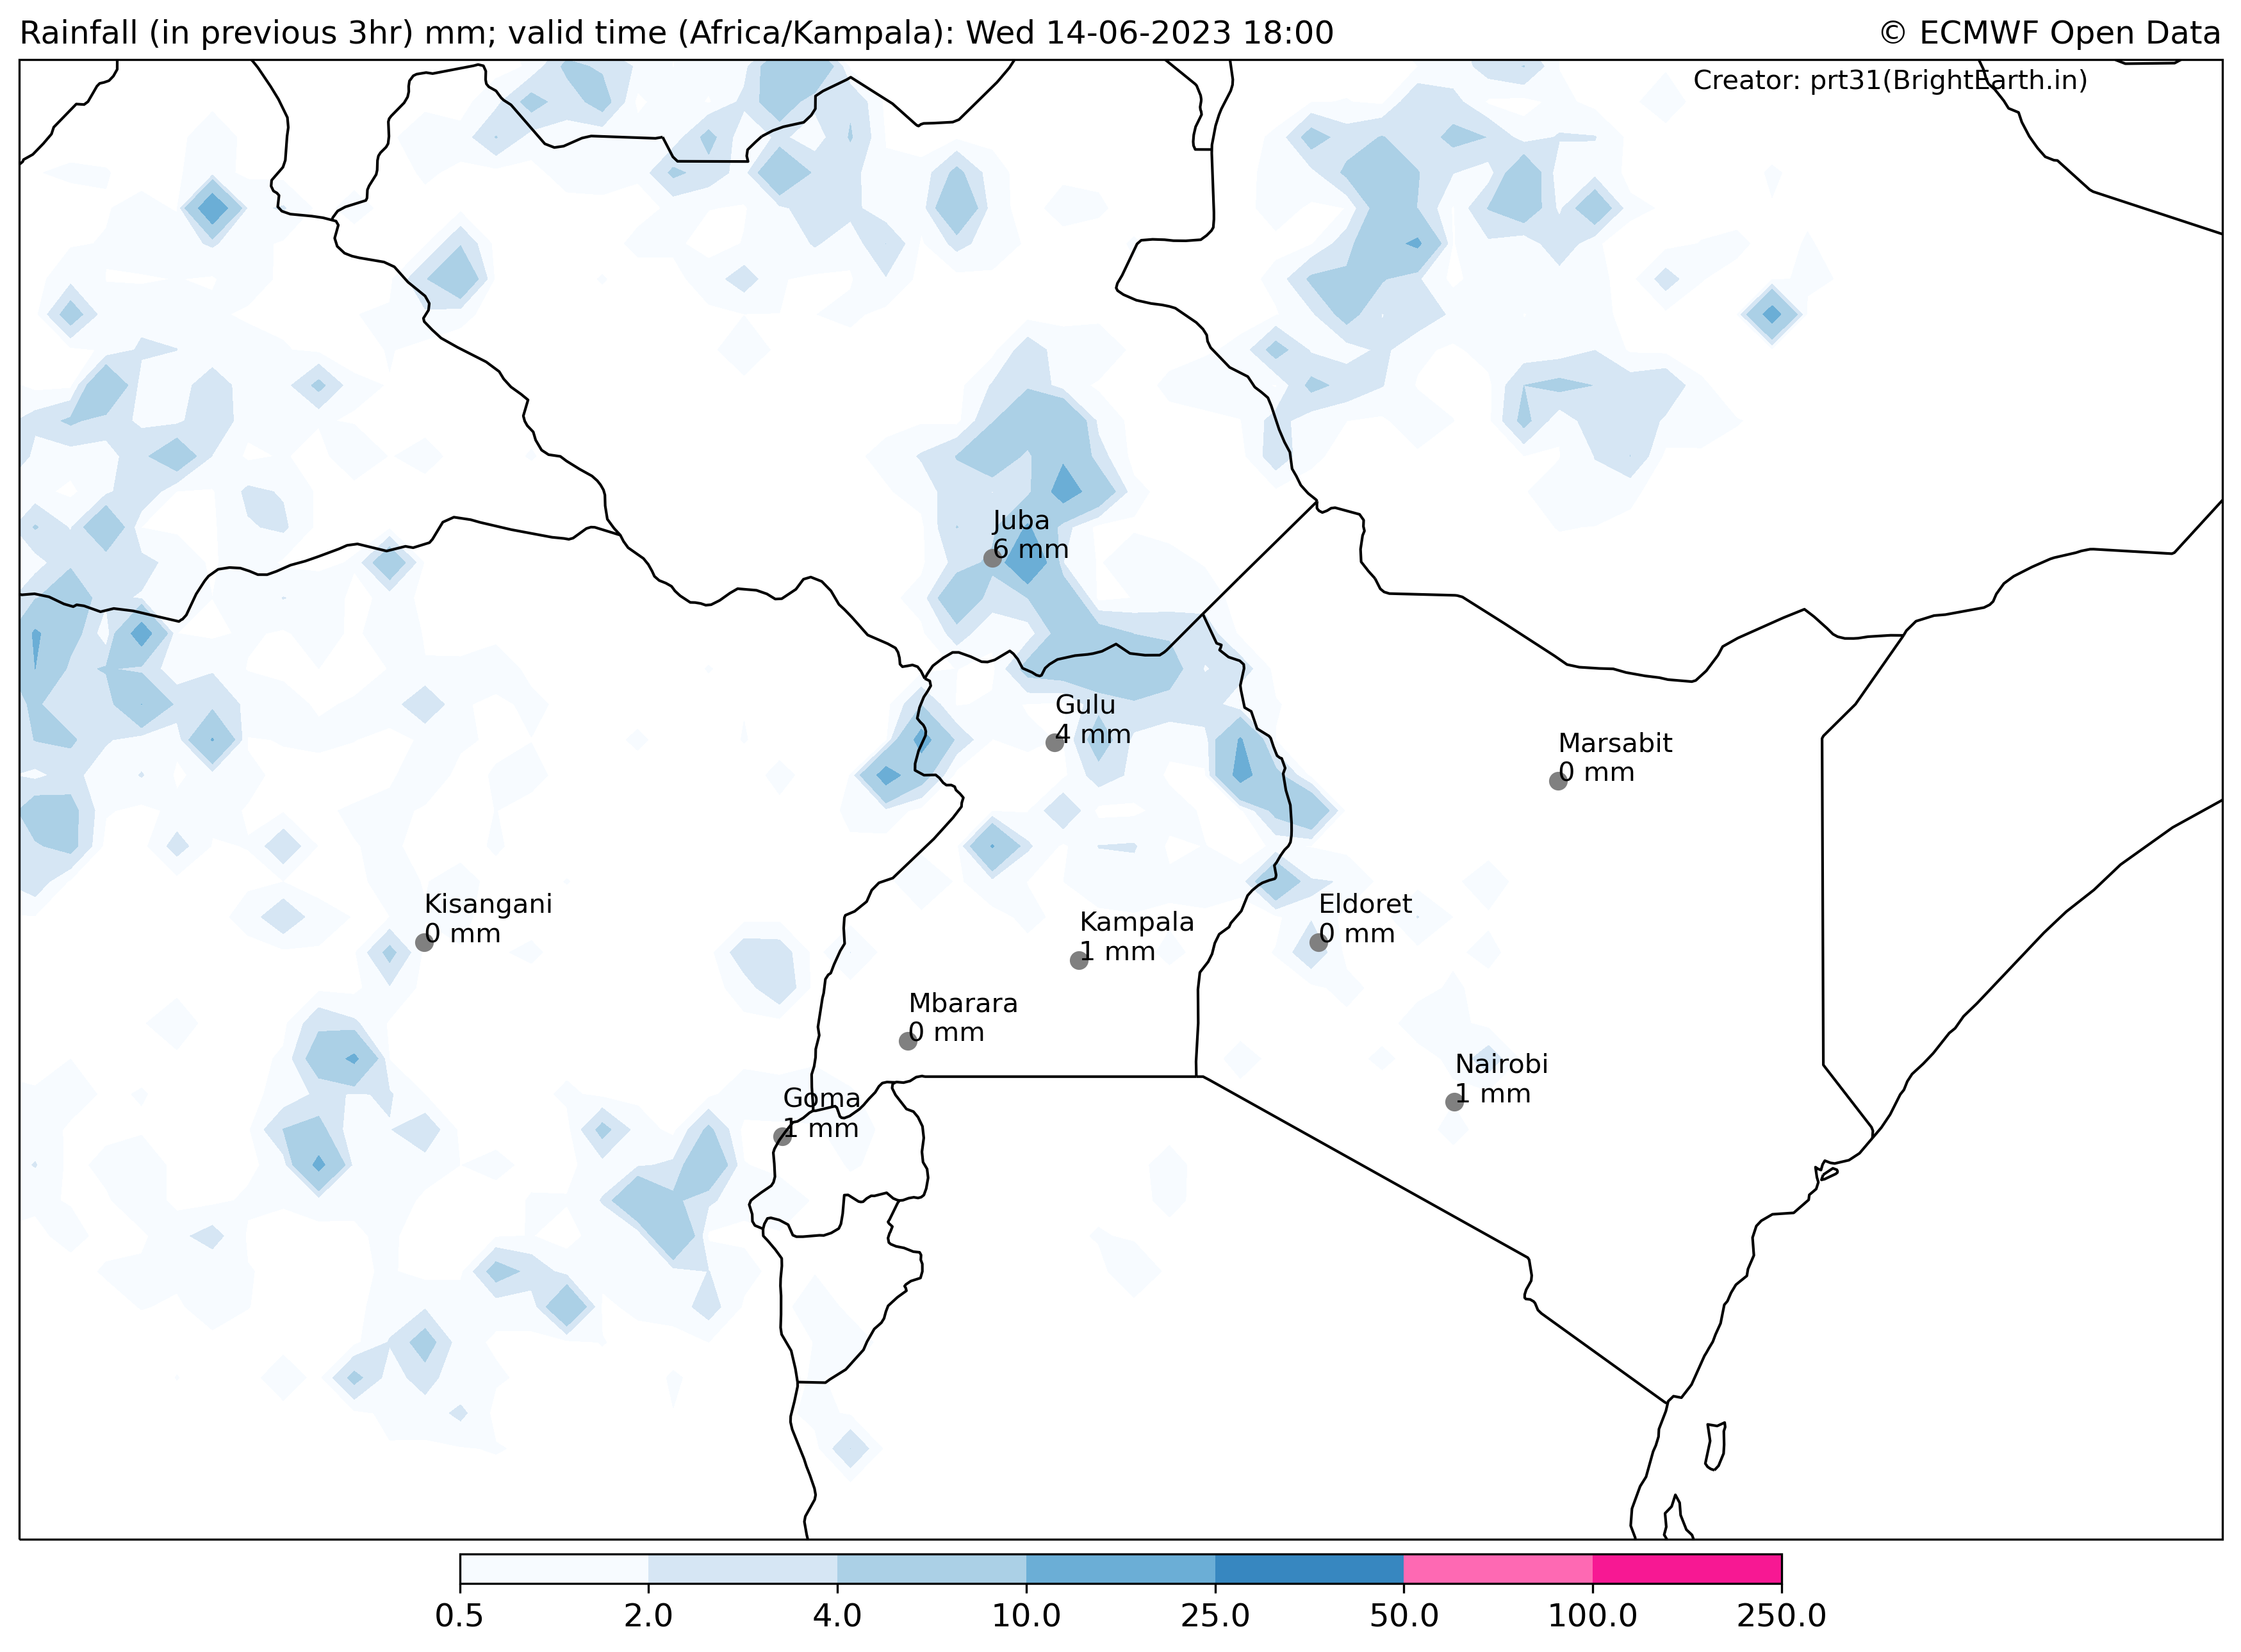 Rainfall (in previous 3hr) mm; valid time (Africa/Kampala): Wed 14-06-2023 18:00
© ECMWF Open Data
Creator: prt31(BrightEarth.in)
Juba
6 mm
Gulu
4 mm
Marsabit
0 mm
Kisangani
0 mm
Eldoret
0 mm
Kampala
1 mm
Mbarara
0 mm
Nairobi
1 mm
Goma
1 mm
0.5 2.0 4.0 10.0 25.0 50.0 100.0 250.0